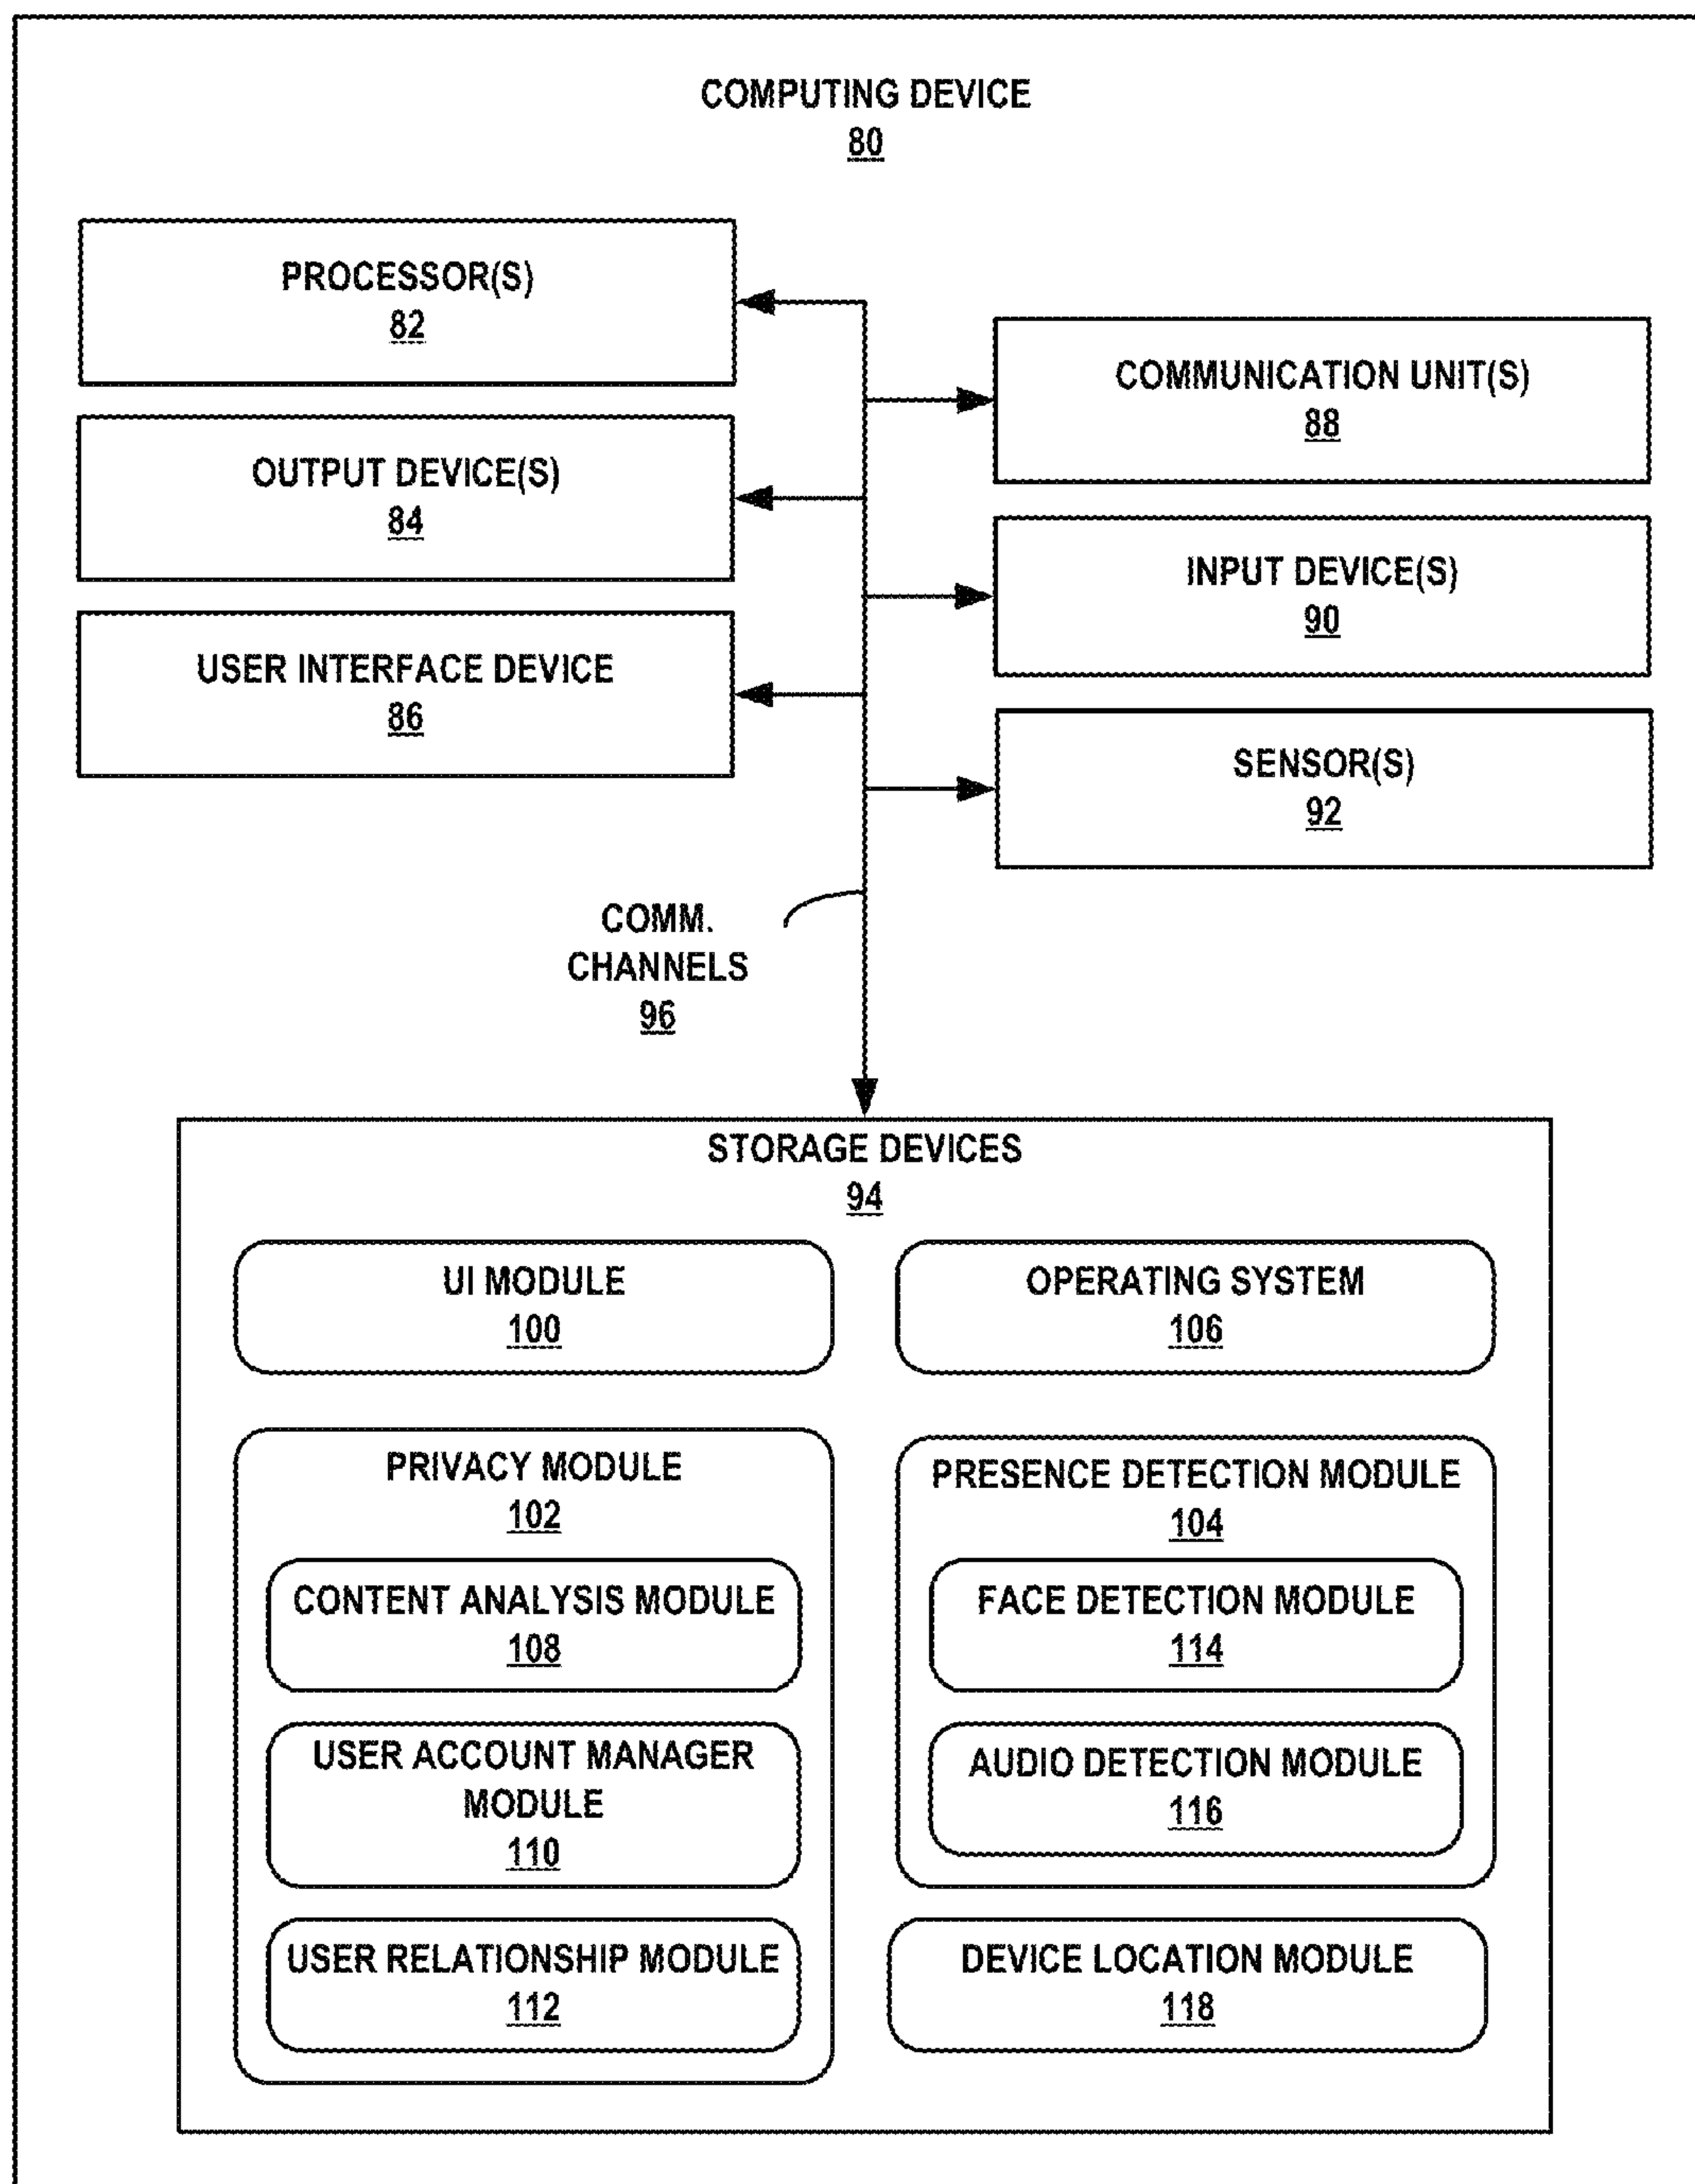 COMPUTING DEVICE
80
PROCESSOR(S)
82
OUTPUT DEVICE(S)
84
USER INTERFACE DEVICE
86
COMMUNICATION UNIT(S)
88
INPUT DEVICE(S)
90
SENSOR(S)
92
COMM.
CHANNELS
96
STORAGE DEVICES
94
UI MODULE
100
OPERATING SYSTEM
106
PRIVACY MODULE
102
CONTENT ANALYSIS MODULE
108
USER ACCOUNT MANAGER
MODULE
110
USER RELATIONSHIP MODULE
112
PRESENCE DETECTION MODULE
104
FACE DETECTION MODULE
114
AUDIO DETECTION MODULE
116
DEVICE LOCATION MODULE
118